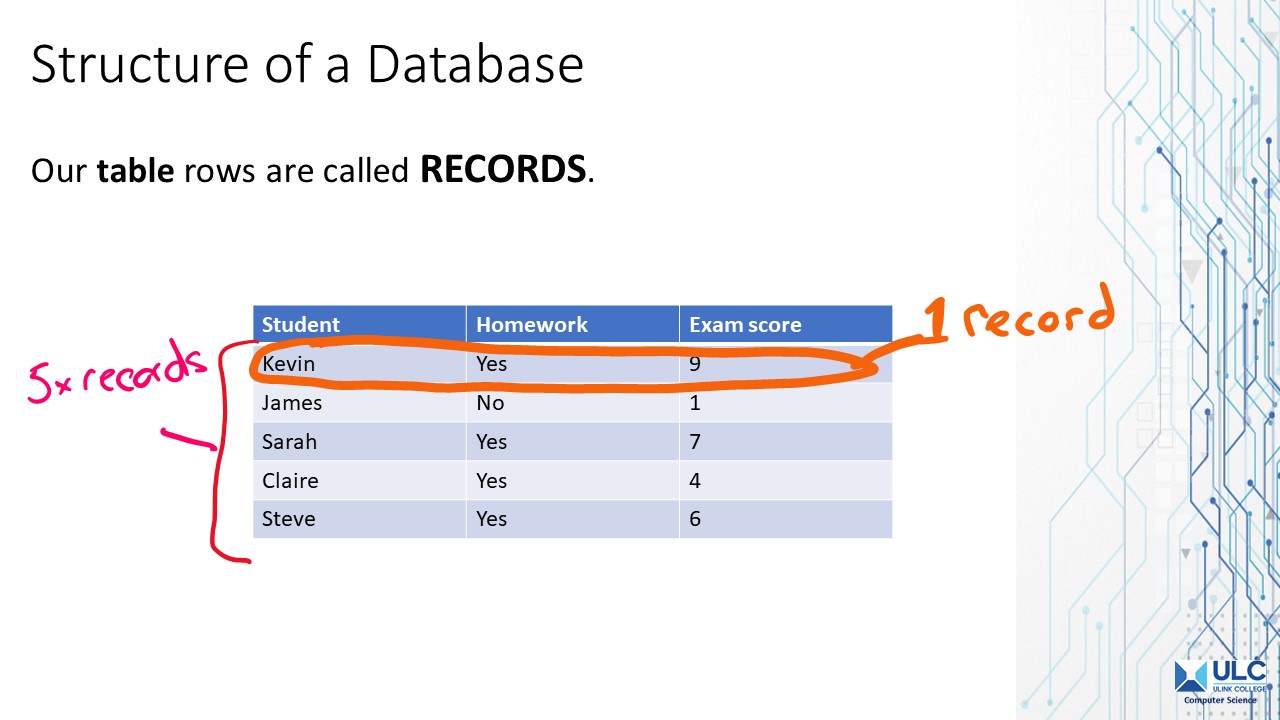 Structure of a Database
Our table rows are called RECORDS.
1 record
Student Homework Exam score
5x records
Kevin Yes 9
James No 1
Sarah Yes 7
Claire Yes 4
Steve Yes 6
ULC
ULINK COLLEGE
Computer Science